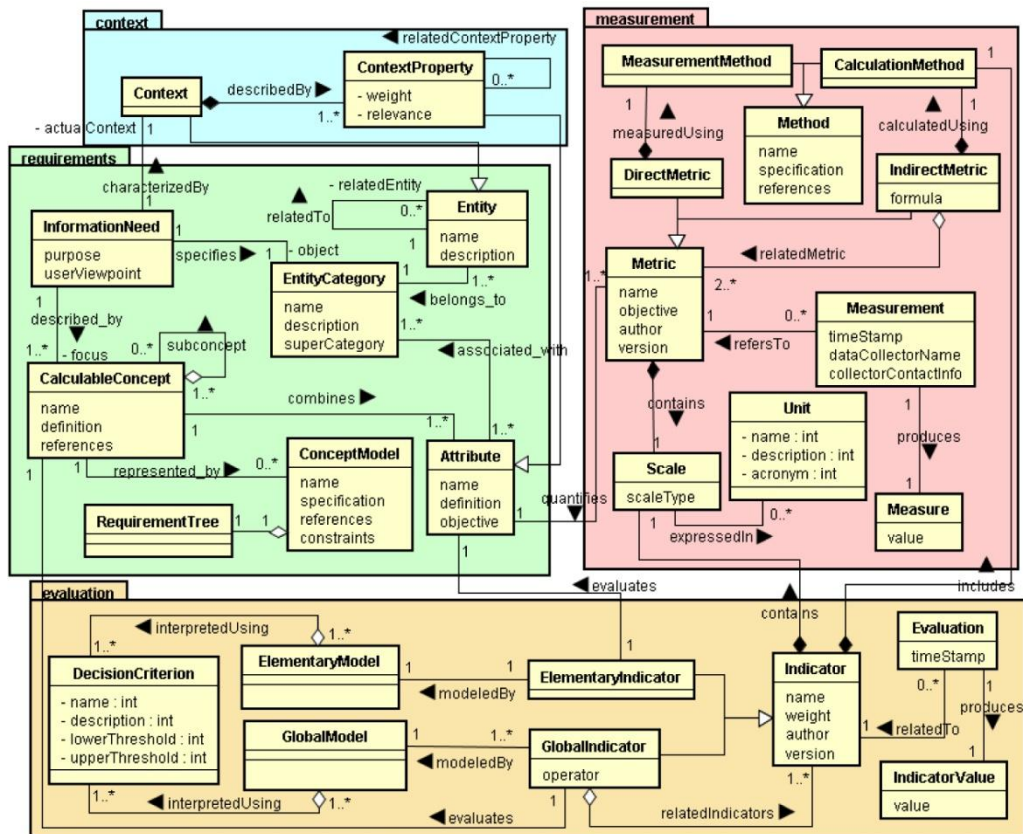 context
◀ relatedContextProperty
ContextProperty
- weight
- relevance
0..*
Context
describedBy ▶
1..*
- actualContext
1
characterizedBy
1
requirements
- relatedEntity
relatedTo
0..*
1
Entity
name
description
InformationNeed
purpose
userViewpoint
1
specifies ▶
- object
1
EntityCategory
name
description
superCategory
1
1..*
◀ belongs_to
1..*
◀ associated_with
1
described_by
1..*
- focus
0..*
subconcept
1..*
CalculableConcept
name
definition
references
combines ▶
1
1..*
1..*
1
1
represented_by ▶
0..*
ConceptModel
name
specification
references
constraints
RequirementTree
1
1
Attribute
name
definition
objective
1
1
quantifies
measurement
MeasurementMethod
CalculationMethod
1
1
1
measuredUsing
calculatedUsing
Method
name
specification
references
DirectMetric
IndirectMetric
formula
◀ relatedMetric
1..*
2..*
Metric
name
objective
author
version
1
0..*
◀ refersTo
Measurement
timeStamp
dataCollectorName
collectorContactInfo
contains
1
Unit
- name : int
- description : int
- acronym : int
1
produces
1
Scale
scaleType
1
0..*
expressedIn ▶
Measure
value
evaluation
◀ evaluates
contains
includes
◀ interpretedUsing
1..*
1..*
DecisionCriterion
- name : int
- description : int
- lowerThreshold : int
- upperThreshold : int
ElementaryModel
1
1
◀ modeledBy
1
ElementaryIndicator
GlobalModel
1
1..*
◀ modeledBy
GlobalIndicator
operator
1..*
◀ interpretedUsing
1..*
◀ evaluates
1
relatedIndicators ▶
1..*
Indicator
name
weight
author
version
Evaluation
timeStamp
0..*
1
◀ relatedTo
1
produces
1
IndicatorValue
value